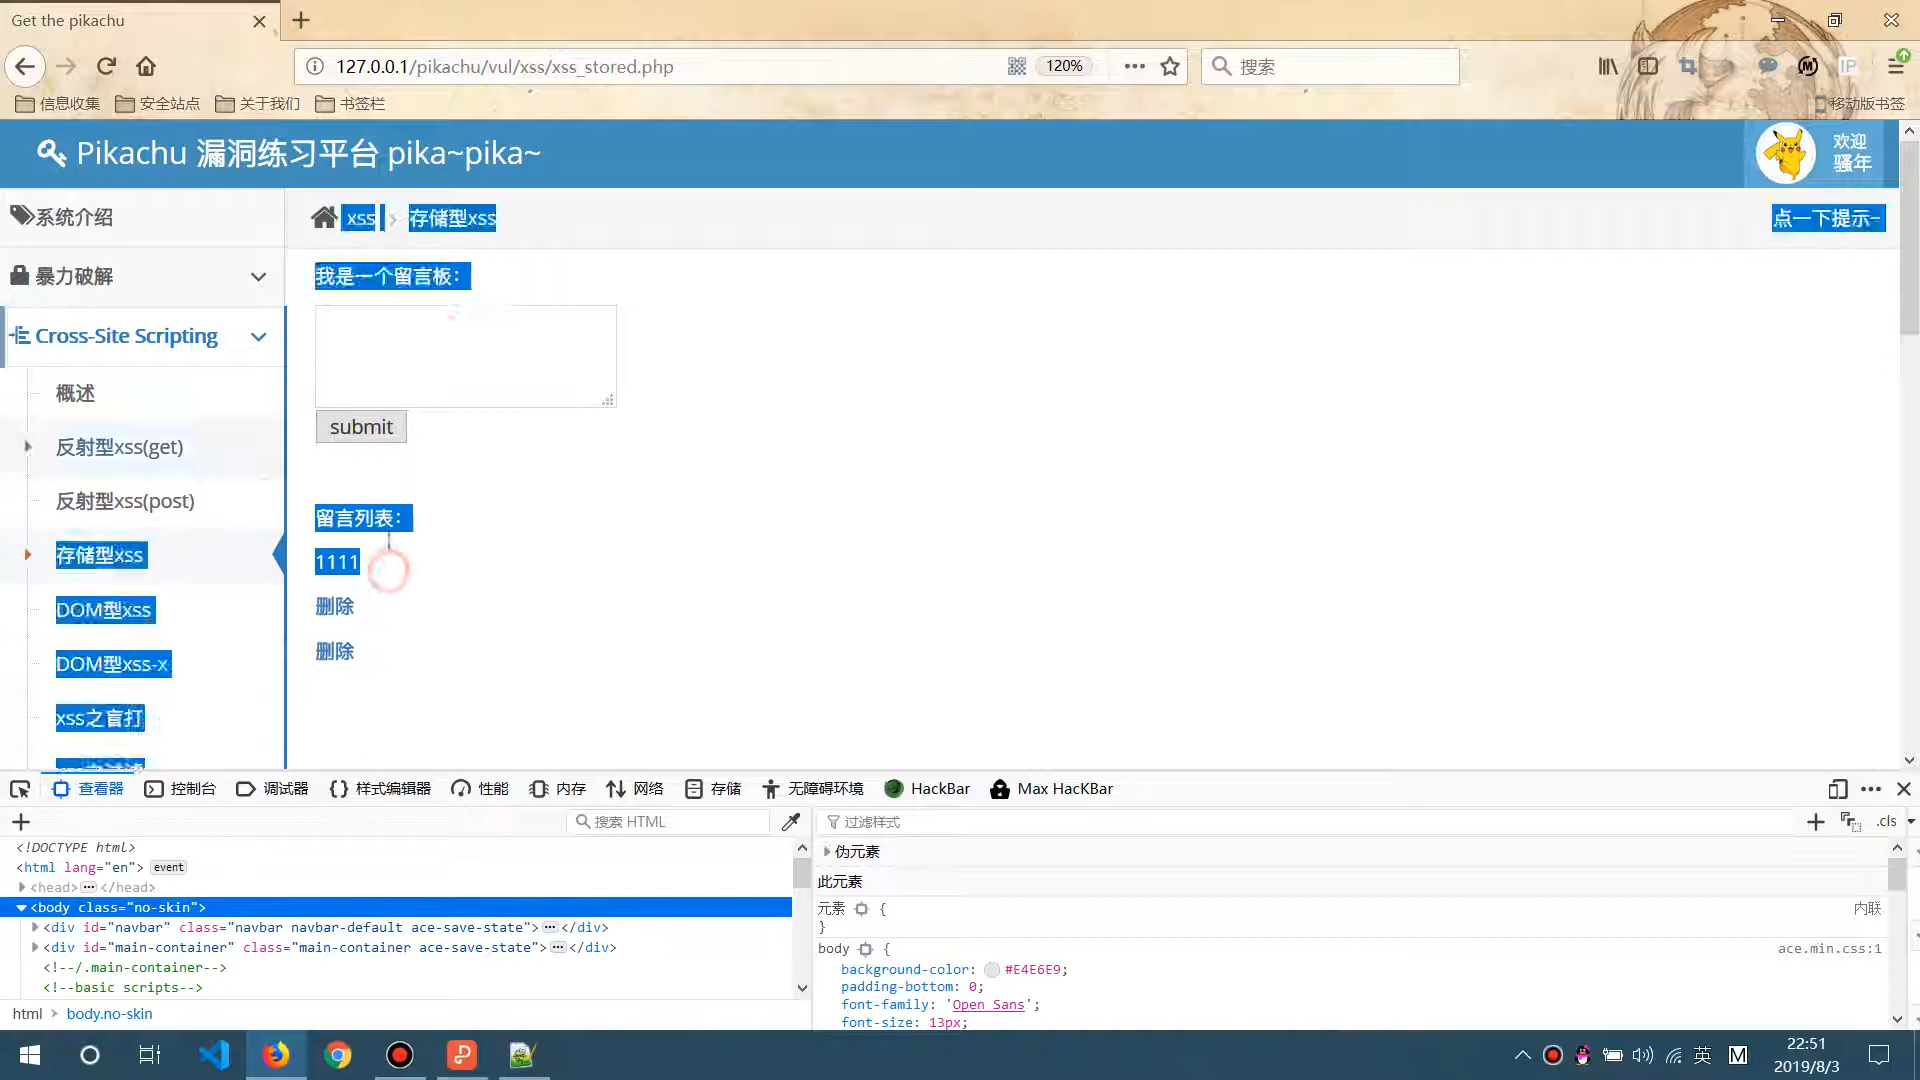 Get the pikachu
127.0.0.1/pikachu/vul/xss/xss_stored.php
120%
搜索
IP
信息收集
安全站点
关于我们
书签栏
移动版书签
Pikachu 漏洞练习平台 pika~pika~
欢迎
骚年
系统介绍
xss
存储型xss
点一下提示~
暴力破解
我是一个留言板：
Cross-Site Scripting
概述
submit
反射型xss(get)
反射型xss(post)
留言列表：
存储型xss
1111
DOM型xss
删除
DOM型xss-x
删除
xss之盲打
查看器
控制台
调试器
样式编辑器
性能
内存
网络
存储
无障碍环境
HackBar
Max HacKBar
搜索 HTML
过滤样式
.cls
<!DOCTYPE html>
<html lang="en"> event
<head> </head>
<body class="no-skin">
<div id="navbar" class="navbar navbar-default ace-save-state"> </div>
<div id="main-container" class="main-container ace-save-state"> </div>
<!--/.main-container-->
<!--basic scripts-->
html
body.no-skin
伪元素
此元素
元素 {
内联
}
body {
ace.min.css:1
background-color: #E4E6E9;
padding-bottom: 0;
font-family: 'Open Sans';
font-size: 13px;
英
M
22:51
2019/8/3